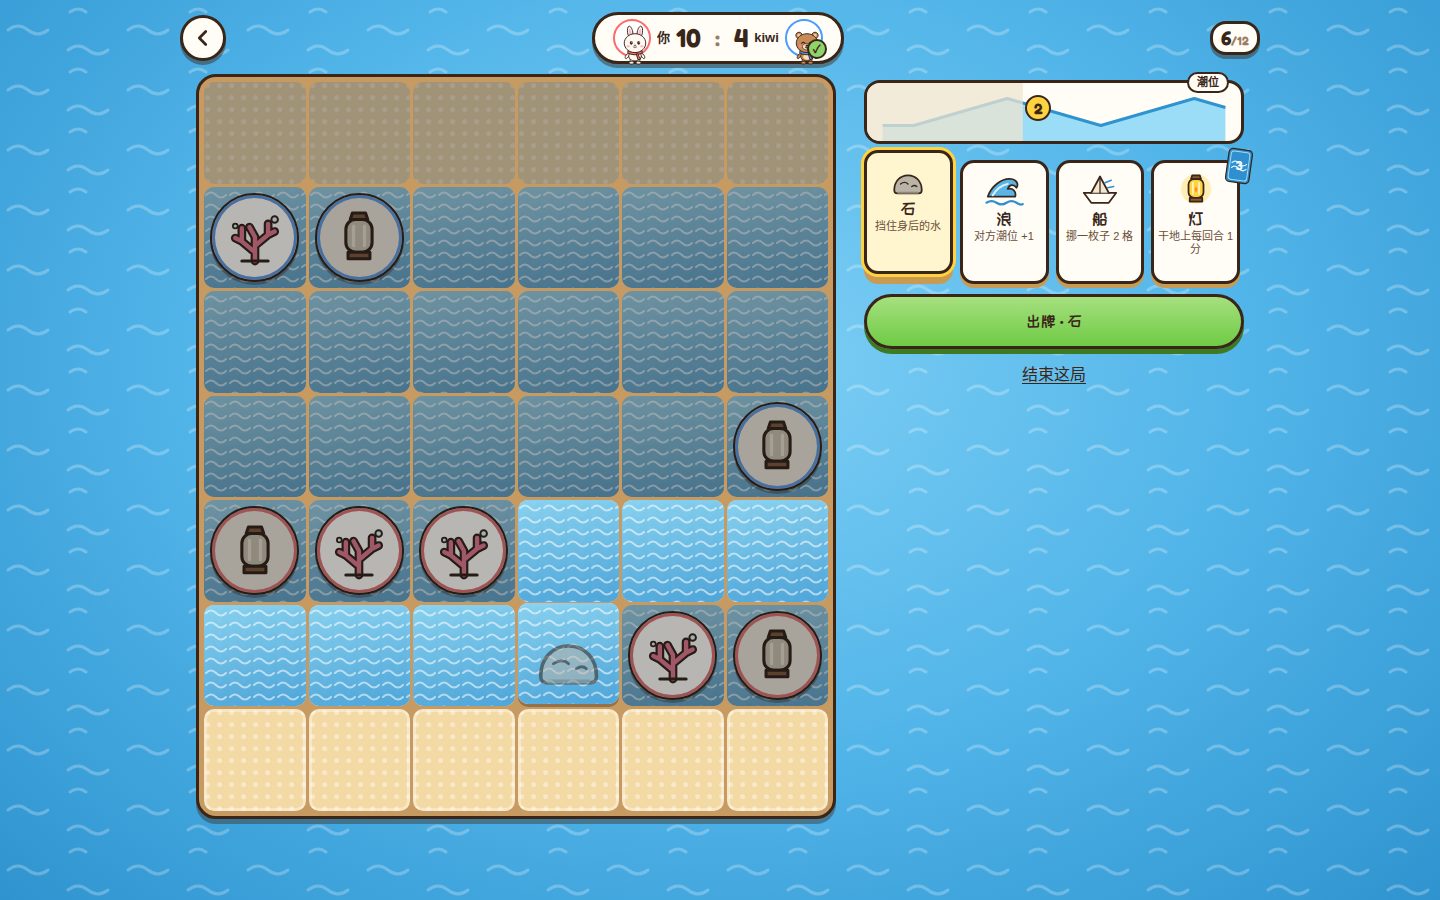 你 10 : 4 kiwi
6/12
潮位
2
石
挡住身后的水
浪
对方潮位 +1
船
挪一枚子 2 格
灯
干地上每回合 1
分
出牌 · 石
结束这局